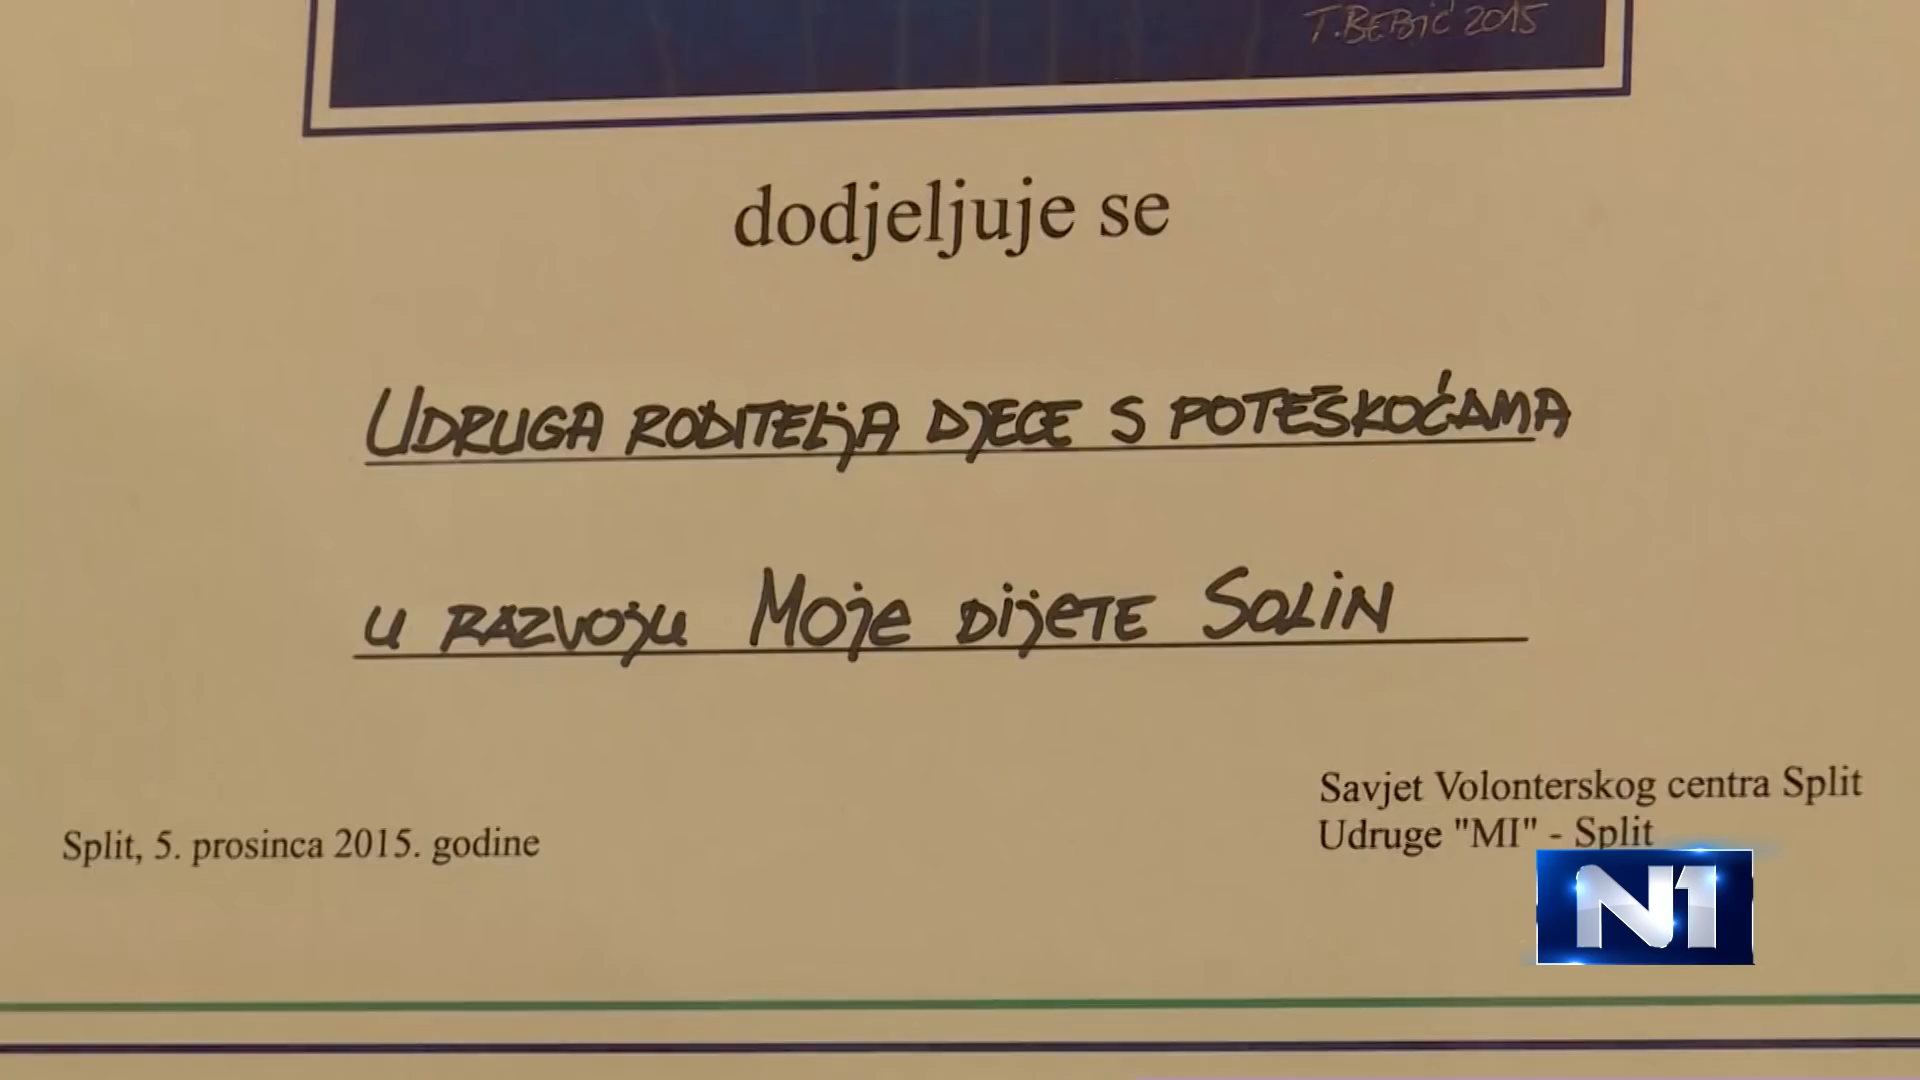 T.BEBIĆ 2015
dodjeljuje se
UDRUGA RODITELjA DJECE S POTEŠKOĆAMA
u RAZVOju Moje DijeTE SOLiN
Savjet Volonterskog centra Split
Split, 5. prosinca 2015. godine
Udruge "MI" - Split
N1